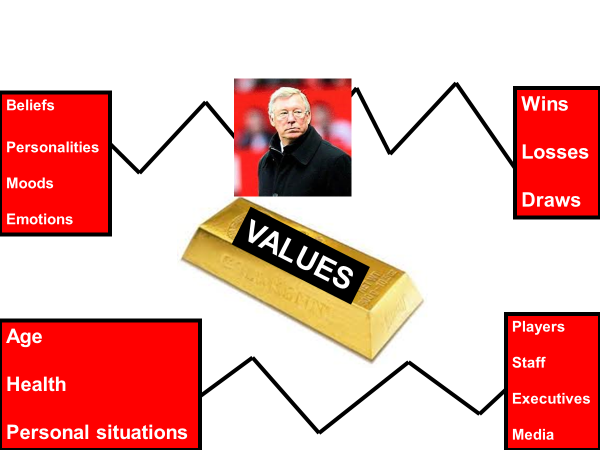 Beliefs
Personalities
Moods
Emotions
Wins
Losses
Draws
VALUES
Age
Health
Personal situations
Players
Staff
Executives
Media